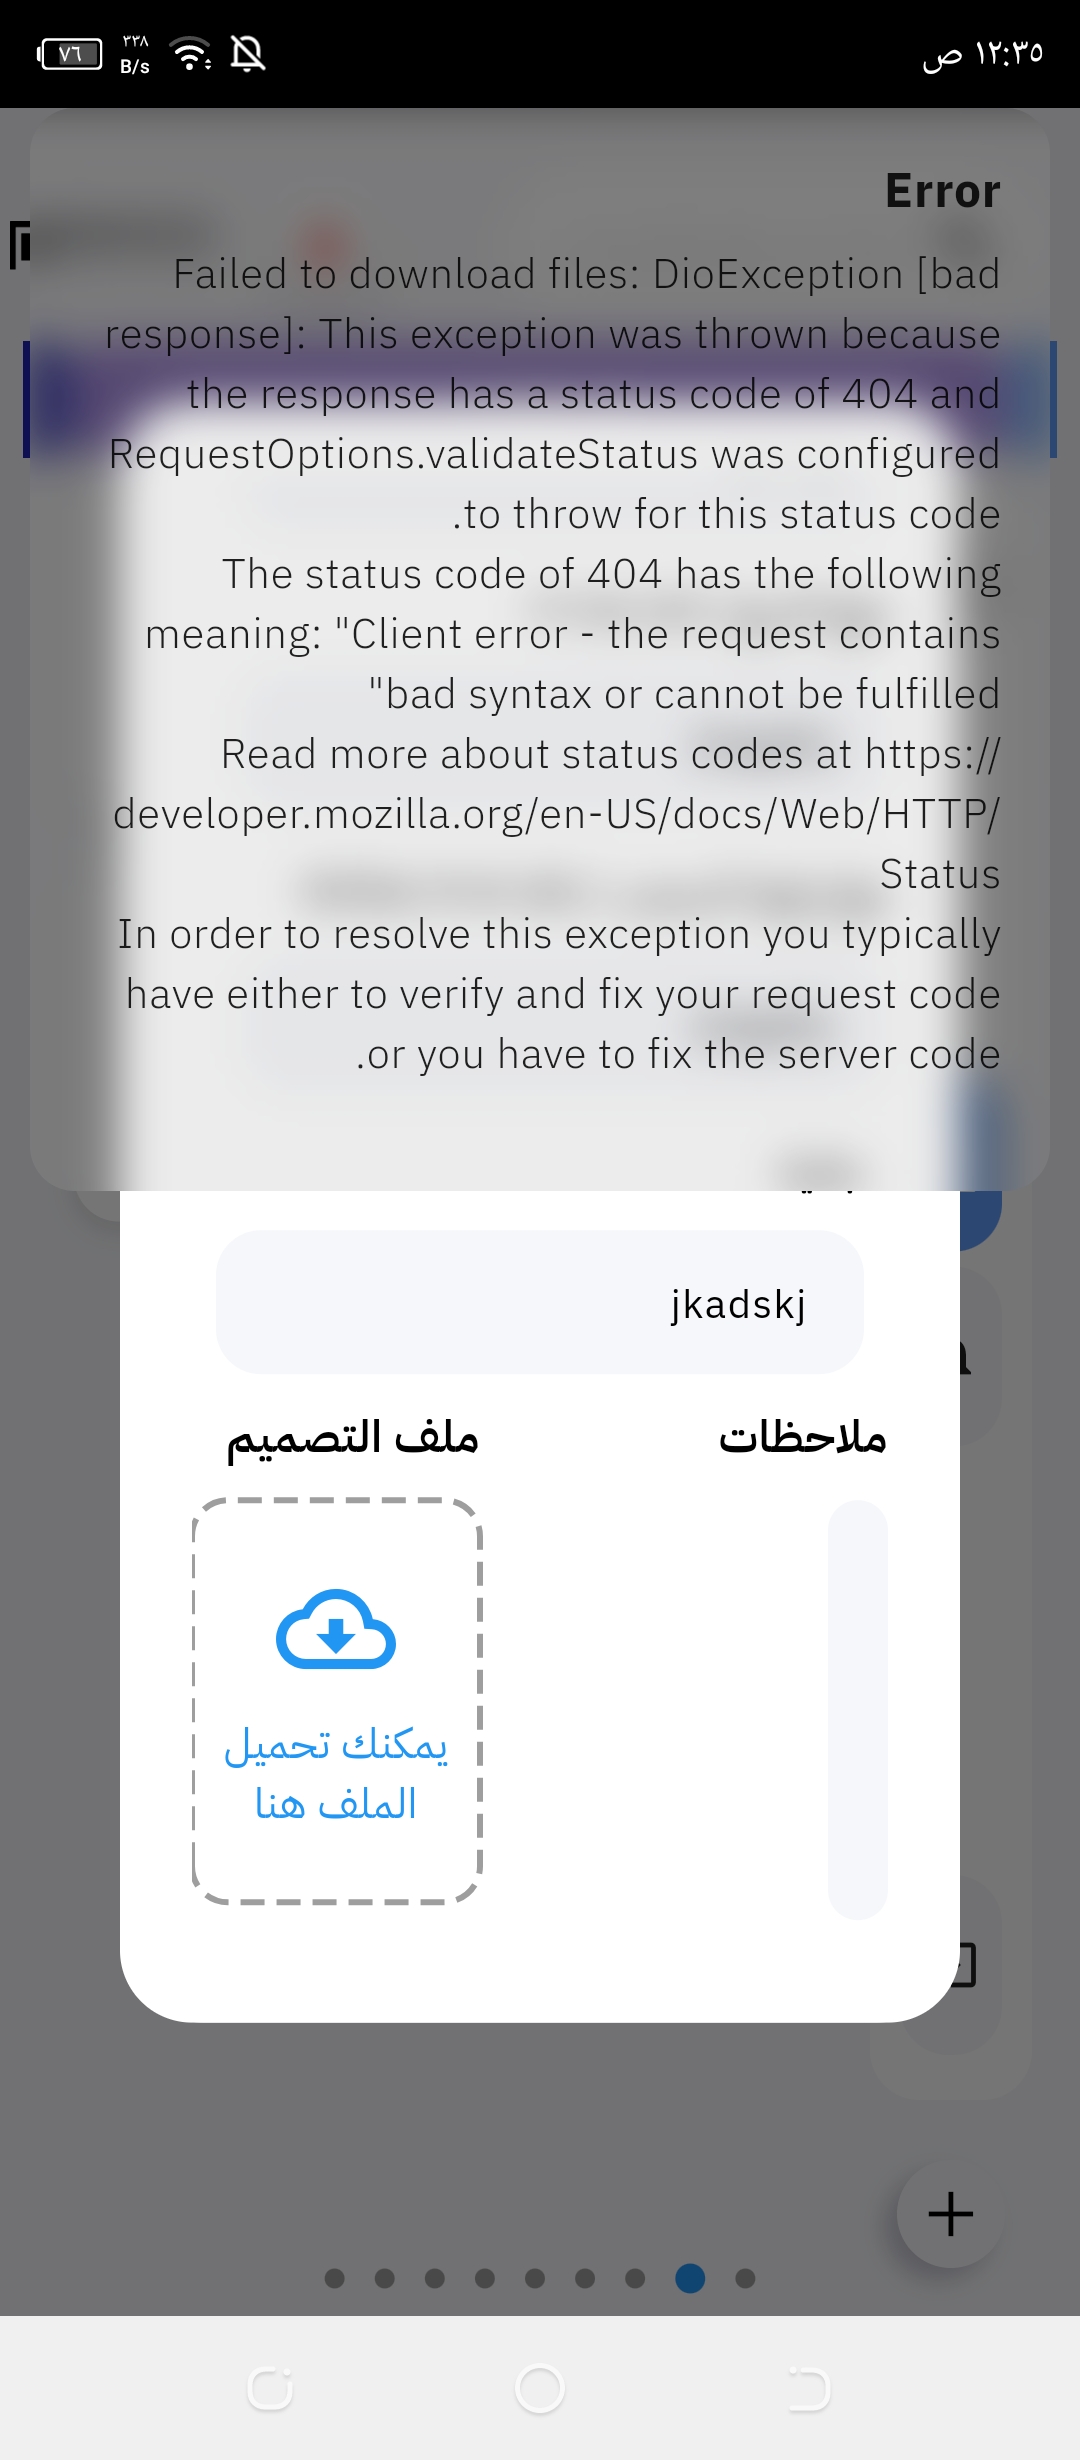 ١٢:٣٥ ص
٣٣٨
B/s
٧٦
Error
Failed to download files: DioException [bad
response]: This exception was thrown because
the response has a status code of 404 and
RequestOptions.validateStatus was configured
to throw for this status code.
The status code of 404 has the following
meaning: "Client error - the request contains
bad syntax or cannot be fulfilled"
Read more about status codes at https://
developer.mozilla.org/en-US/docs/Web/HTTP/
Status
In order to resolve this exception you typically
have either to verify and fix your request code
or you have to fix the server code.
jkadskj
ملاحظات
ملف التصميم
يمكنك تحميل
الملف هنا